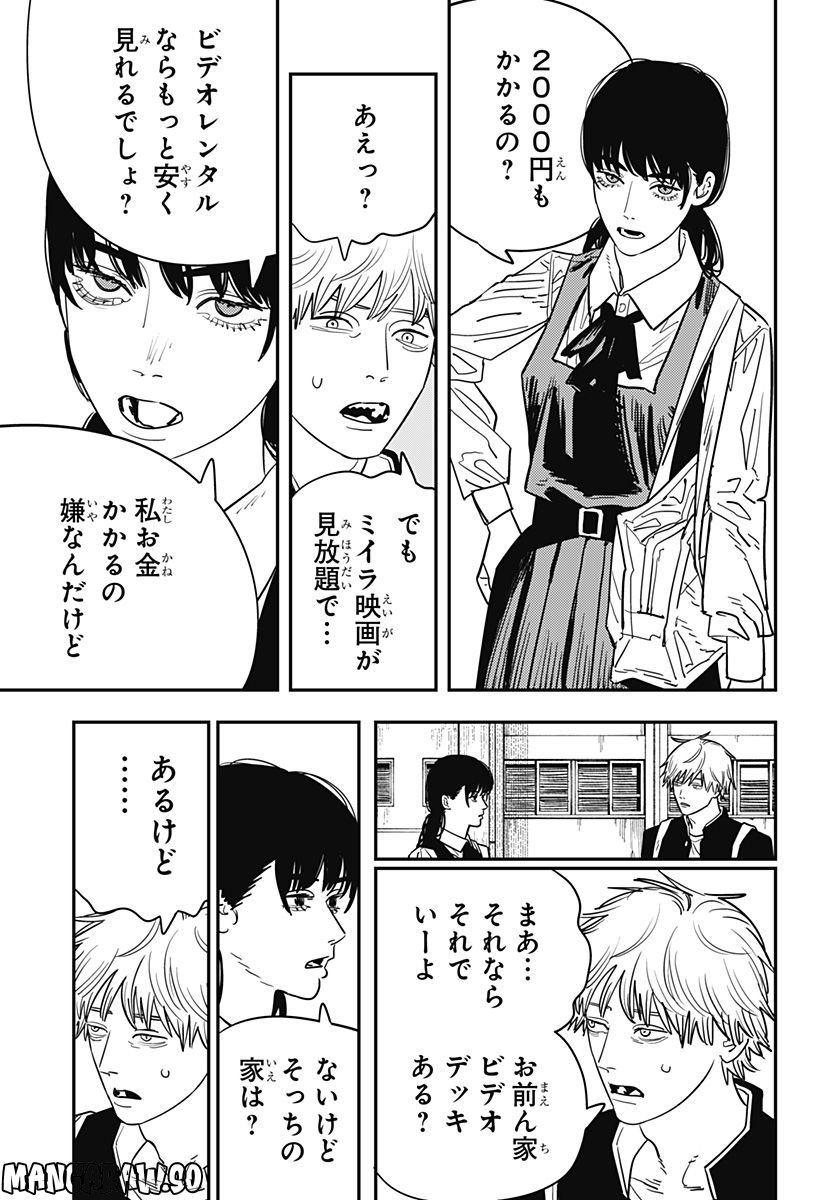 2000円も
かかるの？
あえっ？
でも
ミイラ映画が
見放題で…
ビデオレンタル
ならもっと安く
見れるでしょ？
私お金
かかるの
嫌なんだけど
まあ…
それなら
それで
いーよ
お前ん家
ビデオ
デッキ
ある？
ないけど
そっちの
家は？
あるけど
……
MANGARAW.SO